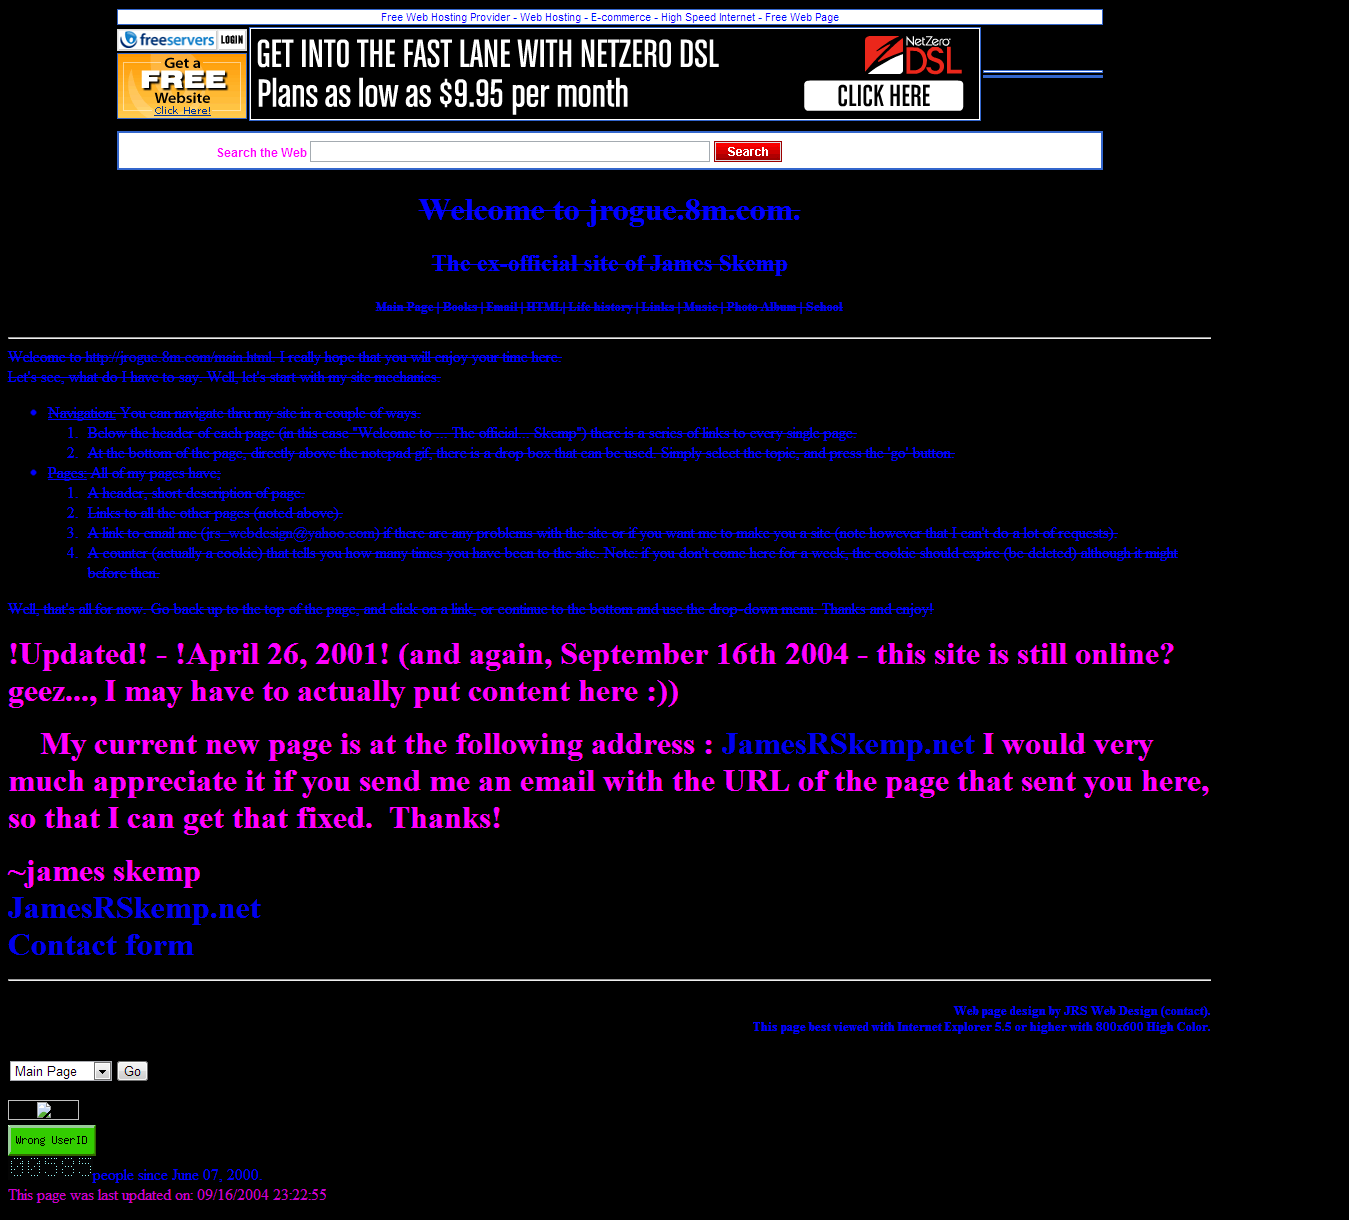 Free Web Hosting Provider - Web Hosting - E-commerce - High Speed Internet - Free Web Page
freeservers LOGIN
Get a
FREE
Website
Click Here!
GET INTO THE FAST LANE WITH NETZERO DSL
Plans as low as $9.95 per month
NetZero
DSL
CLICK HERE
Search the Web
Search
Welcome to jrogue.8m.com.
The ex-official site of James Skemp
Main Page | Books | Email | HTML | Life history | Links | Music | Photo Album | School
Welcome to http://jrogue.8m.com/main.html. I really hope that you will enjoy your time here.
Let's see, what do I have to say. Well, let's start with my site mechanics.
• Navigation: You can navigate thru my site in a couple of ways.
1. Below the header of each page (in this case "Welcome to ... The official... Skemp") there is a series of links to every single page.
2. At the bottom of the page, directly above the notepad gif, there is a drop box that can be used. Simply select the topic, and press the 'go' button.
• Pages: All of my pages have;
1. A header, short description of page.
2. Links to all the other pages (noted above).
3. A link to email me (jrs_webdesign@yahoo.com) if there are any problems with the site or if you want me to make you a site (note however that I can't do a lot of requests).
4. A counter (actually a cookie) that tells you how many times you have been to the site. Note: if you don't come here for a week, the cookie should expire (be deleted) although it might
before then.
Well, that's all for now. Go back up to the top of the page, and click on a link, or continue to the bottom and use the drop-down menu. Thanks and enjoy!
!Updated! - !April 26, 2001! (and again, September 16th 2004 - this site is still online?
geez..., I may have to actually put content here :))
My current new page is at the following address : JamesRSkemp.net I would very
much appreciate it if you send me an email with the URL of the page that sent you here,
so that I can get that fixed.  Thanks!
~james skemp
JamesRSkemp.net
Contact form
Web page design by JRS Web Design (contact).
This page best viewed with Internet Explorer 5.5 or higher with 800x600 High Color.
Main Page Go
Wrong UserID
00585 people since June 07, 2000.
This page was last updated on: 09/16/2004 23:22:55